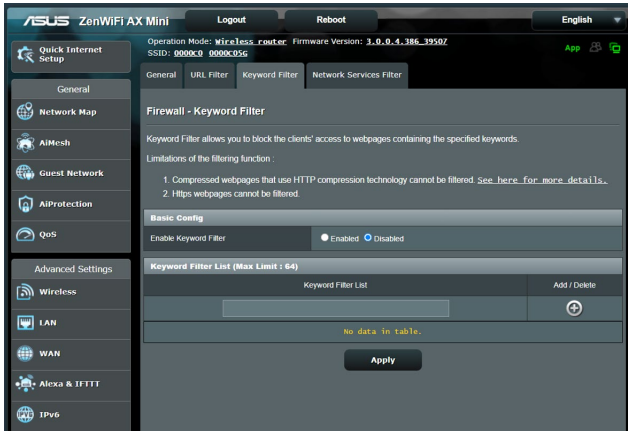 ASUS ZenWiFi AX Mini Logout Reboot English
Quick Internet Setup
Operation Mode: Wireless router Firmware Version: 3.0.0.4.386_39507
SSID: 0000C0 0000C05G
App
General URL Filter Keyword Filter Network Services Filter
General
Network Map
AiMesh
Guest Network
AiProtection
QoS
Advanced Settings
Wireless
LAN
WAN
Alexa & IFTTT
IPv6
Firewall - Keyword Filter
Keyword Filter allows you to block the clients' access to webpages containing the specified keywords.
Limitations of the filtering function :
1. Compressed webpages that use HTTP compression technology cannot be filtered. See here for more details.
2. Https webpages cannot be filtered.
Basic Config
Enable Keyword Filter Enabled Disabled
Keyword Filter List (Max Limit : 64)
Keyword Filter List Add / Delete
No data in table.
Apply